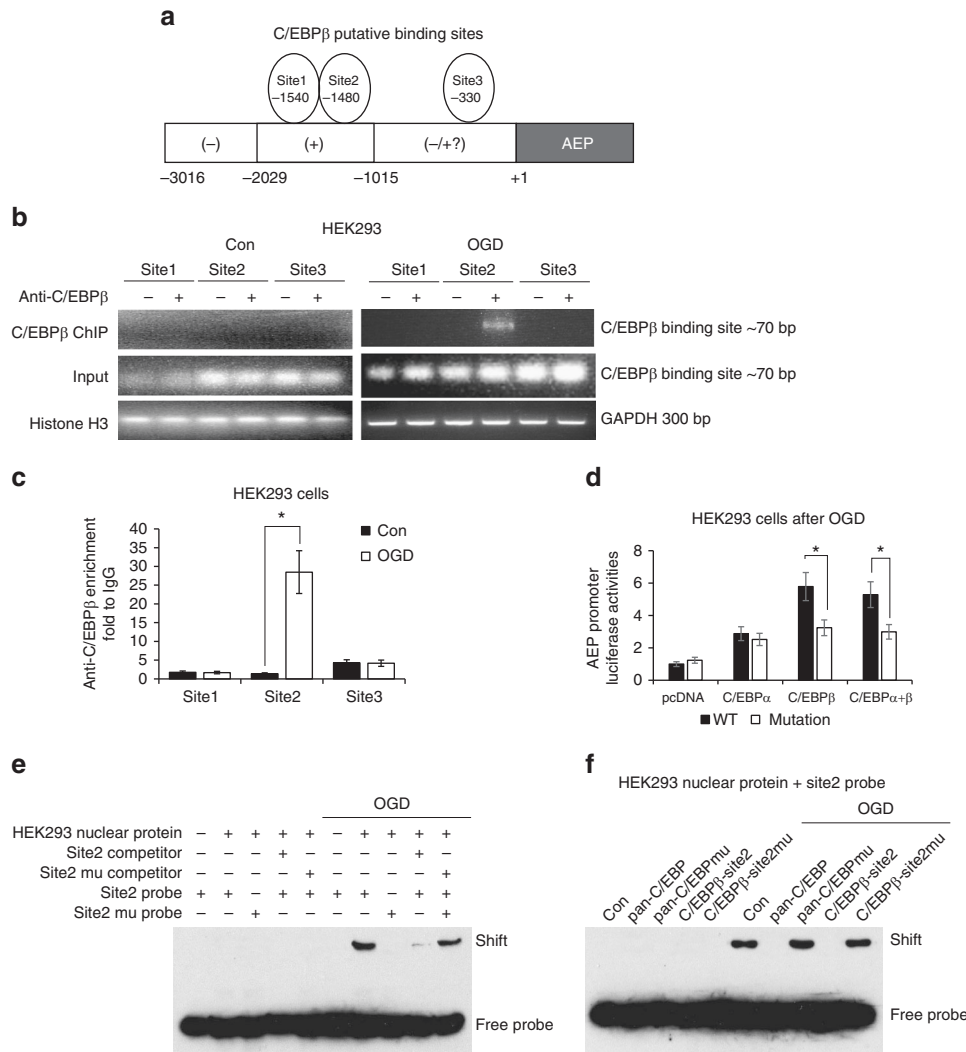 a
C/EBPβ putative binding sites
Site1 Site2 Site3
−1540 −1480 −330
(−) (+) (−/+?) AEP
−3016 −2029 −1015 +1
b
HEK293
Con OGD
Site1 Site2 Site3 Site1 Site2 Site3
Anti-C/EBPβ − + − + − + − + − + − +
C/EBPβ ChIP C/EBPβ binding site ~70 bp
Input C/EBPβ binding site ~70 bp
Histone H3 GAPDH 300 bp
c
HEK293 cells
Anti-C/EBPβ enrichment
fold to IgG
40
35
30
25
20
15
10
5
0
*
Con
OGD
Site1 Site2 Site3
d
HEK293 cells after OGD
AEP promoter
luciferase activities
8
6
4
2
0
* *
pcDNA C/EBPα C/EBPβ C/EBPα+β
WT Mutation
e
OGD
HEK293 nuclear protein − + + + + − + + + +
Site2 competitor − − − + − − − − + −
Site2 mu competitor − − − − + − − − − +
Site2 probe + + − + + + + − + +
Site2 mu probe − − + − − − − + − +
Shift
Free probe
f
HEK293 nuclear protein + site2 probe
OGD
Con
pan-C/EBP
pan-C/EBPmu
C/EBPβ-site2
C/EBPβ-site2mu
Con
pan-C/EBP
pan-C/EBPmu
C/EBPβ-site2
C/EBPβ-site2mu
Shift
Free probe